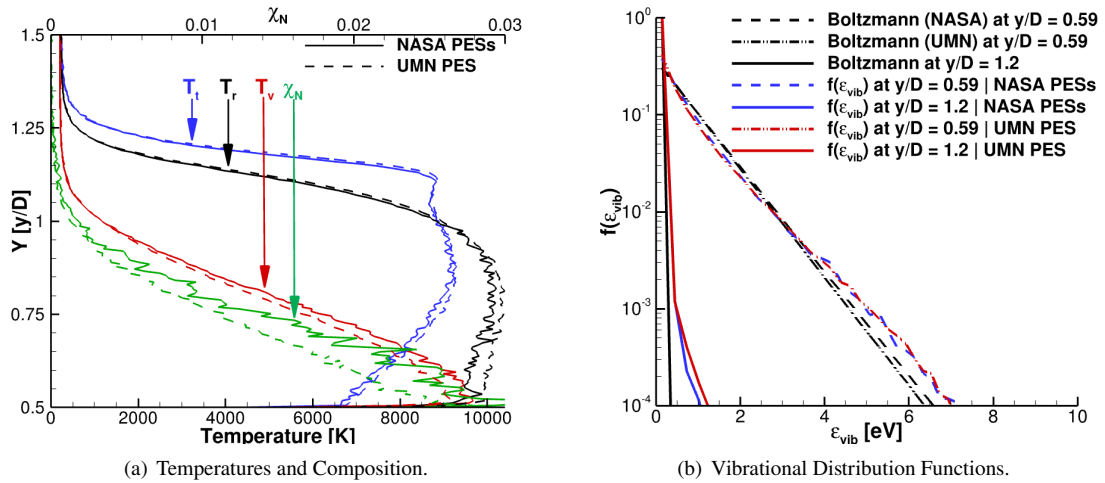 χN
0 0.01 0.02 0.03
1.5
1.25
1
0.75
0.5
Y [y/D]
NASA PESs
UMN PES
Tt Tr Tv χN
0 2000 4000 6000 8000 10000
Temperature [K]
(a) Temperatures and Composition.
10^0
10^-1
10^-2
10^-3
10^-4
f(εvib)
Boltzmann (NASA) at y/D = 0.59
Boltzmann (UMN) at y/D = 0.59
Boltzmann at y/D = 1.2
f(εvib) at y/D = 0.59 | NASA PESs
f(εvib) at y/D = 1.2 | NASA PESs
f(εvib) at y/D = 0.59 | UMN PES
f(εvib) at y/D = 1.2 | UMN PES
0 2 4 6 8 10
εvib [eV]
(b) Vibrational Distribution Functions.